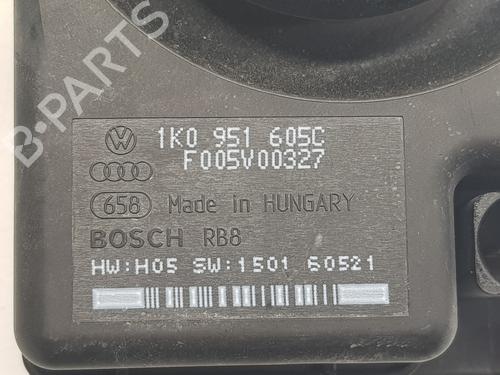 B-PARTS
1K0 951 605C
F005V00327
658 Made in HUNGARY
BOSCH RB8
HW:H05 SW:1501 60521